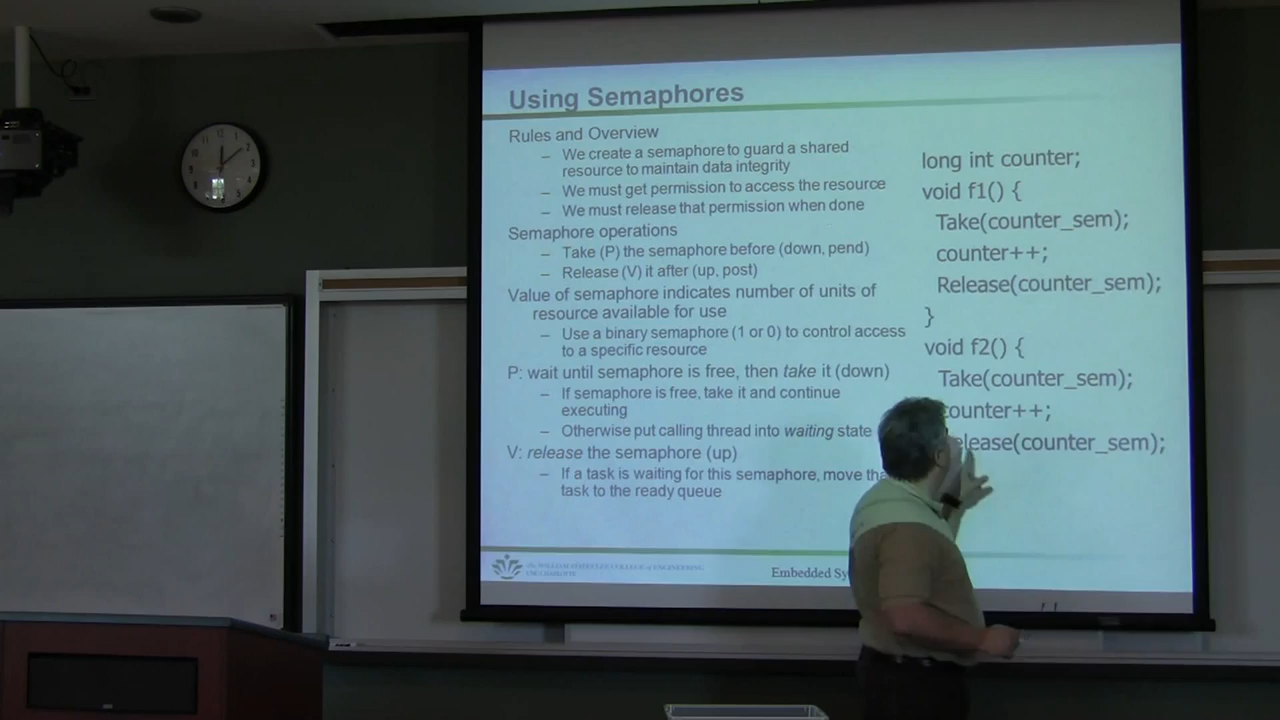 Using Semaphores
Rules and Overview
– We create a semaphore to guard a shared
resource to maintain data integrity
– We must get permission to access the resource
– We must release that permission when done
Semaphore operations
– Take (P) the semaphore before (down, pend)
– Release (V) it after (up, post)
Value of semaphore indicates number of units of
resource available for use
– Use a binary semaphore (1 or 0) to control access
to a specific resource
P: wait until semaphore is free, then take it (down)
– If semaphore is free, take it and continue
executing
– Otherwise put calling thread into waiting state
V: release the semaphore (up)
– If a task is waiting for this semaphore, move tha
task to the ready queue
long int counter;
void f1() {
Take(counter_sem);
counter++;
Release(counter_sem);
}
void f2() {
Take(counter_sem);
counter++;
elease(counter_sem);
The WILLIAM STATES LEE COLLEGE of ENGINEERING
UNC CHARLOTTE
Embedded Sy